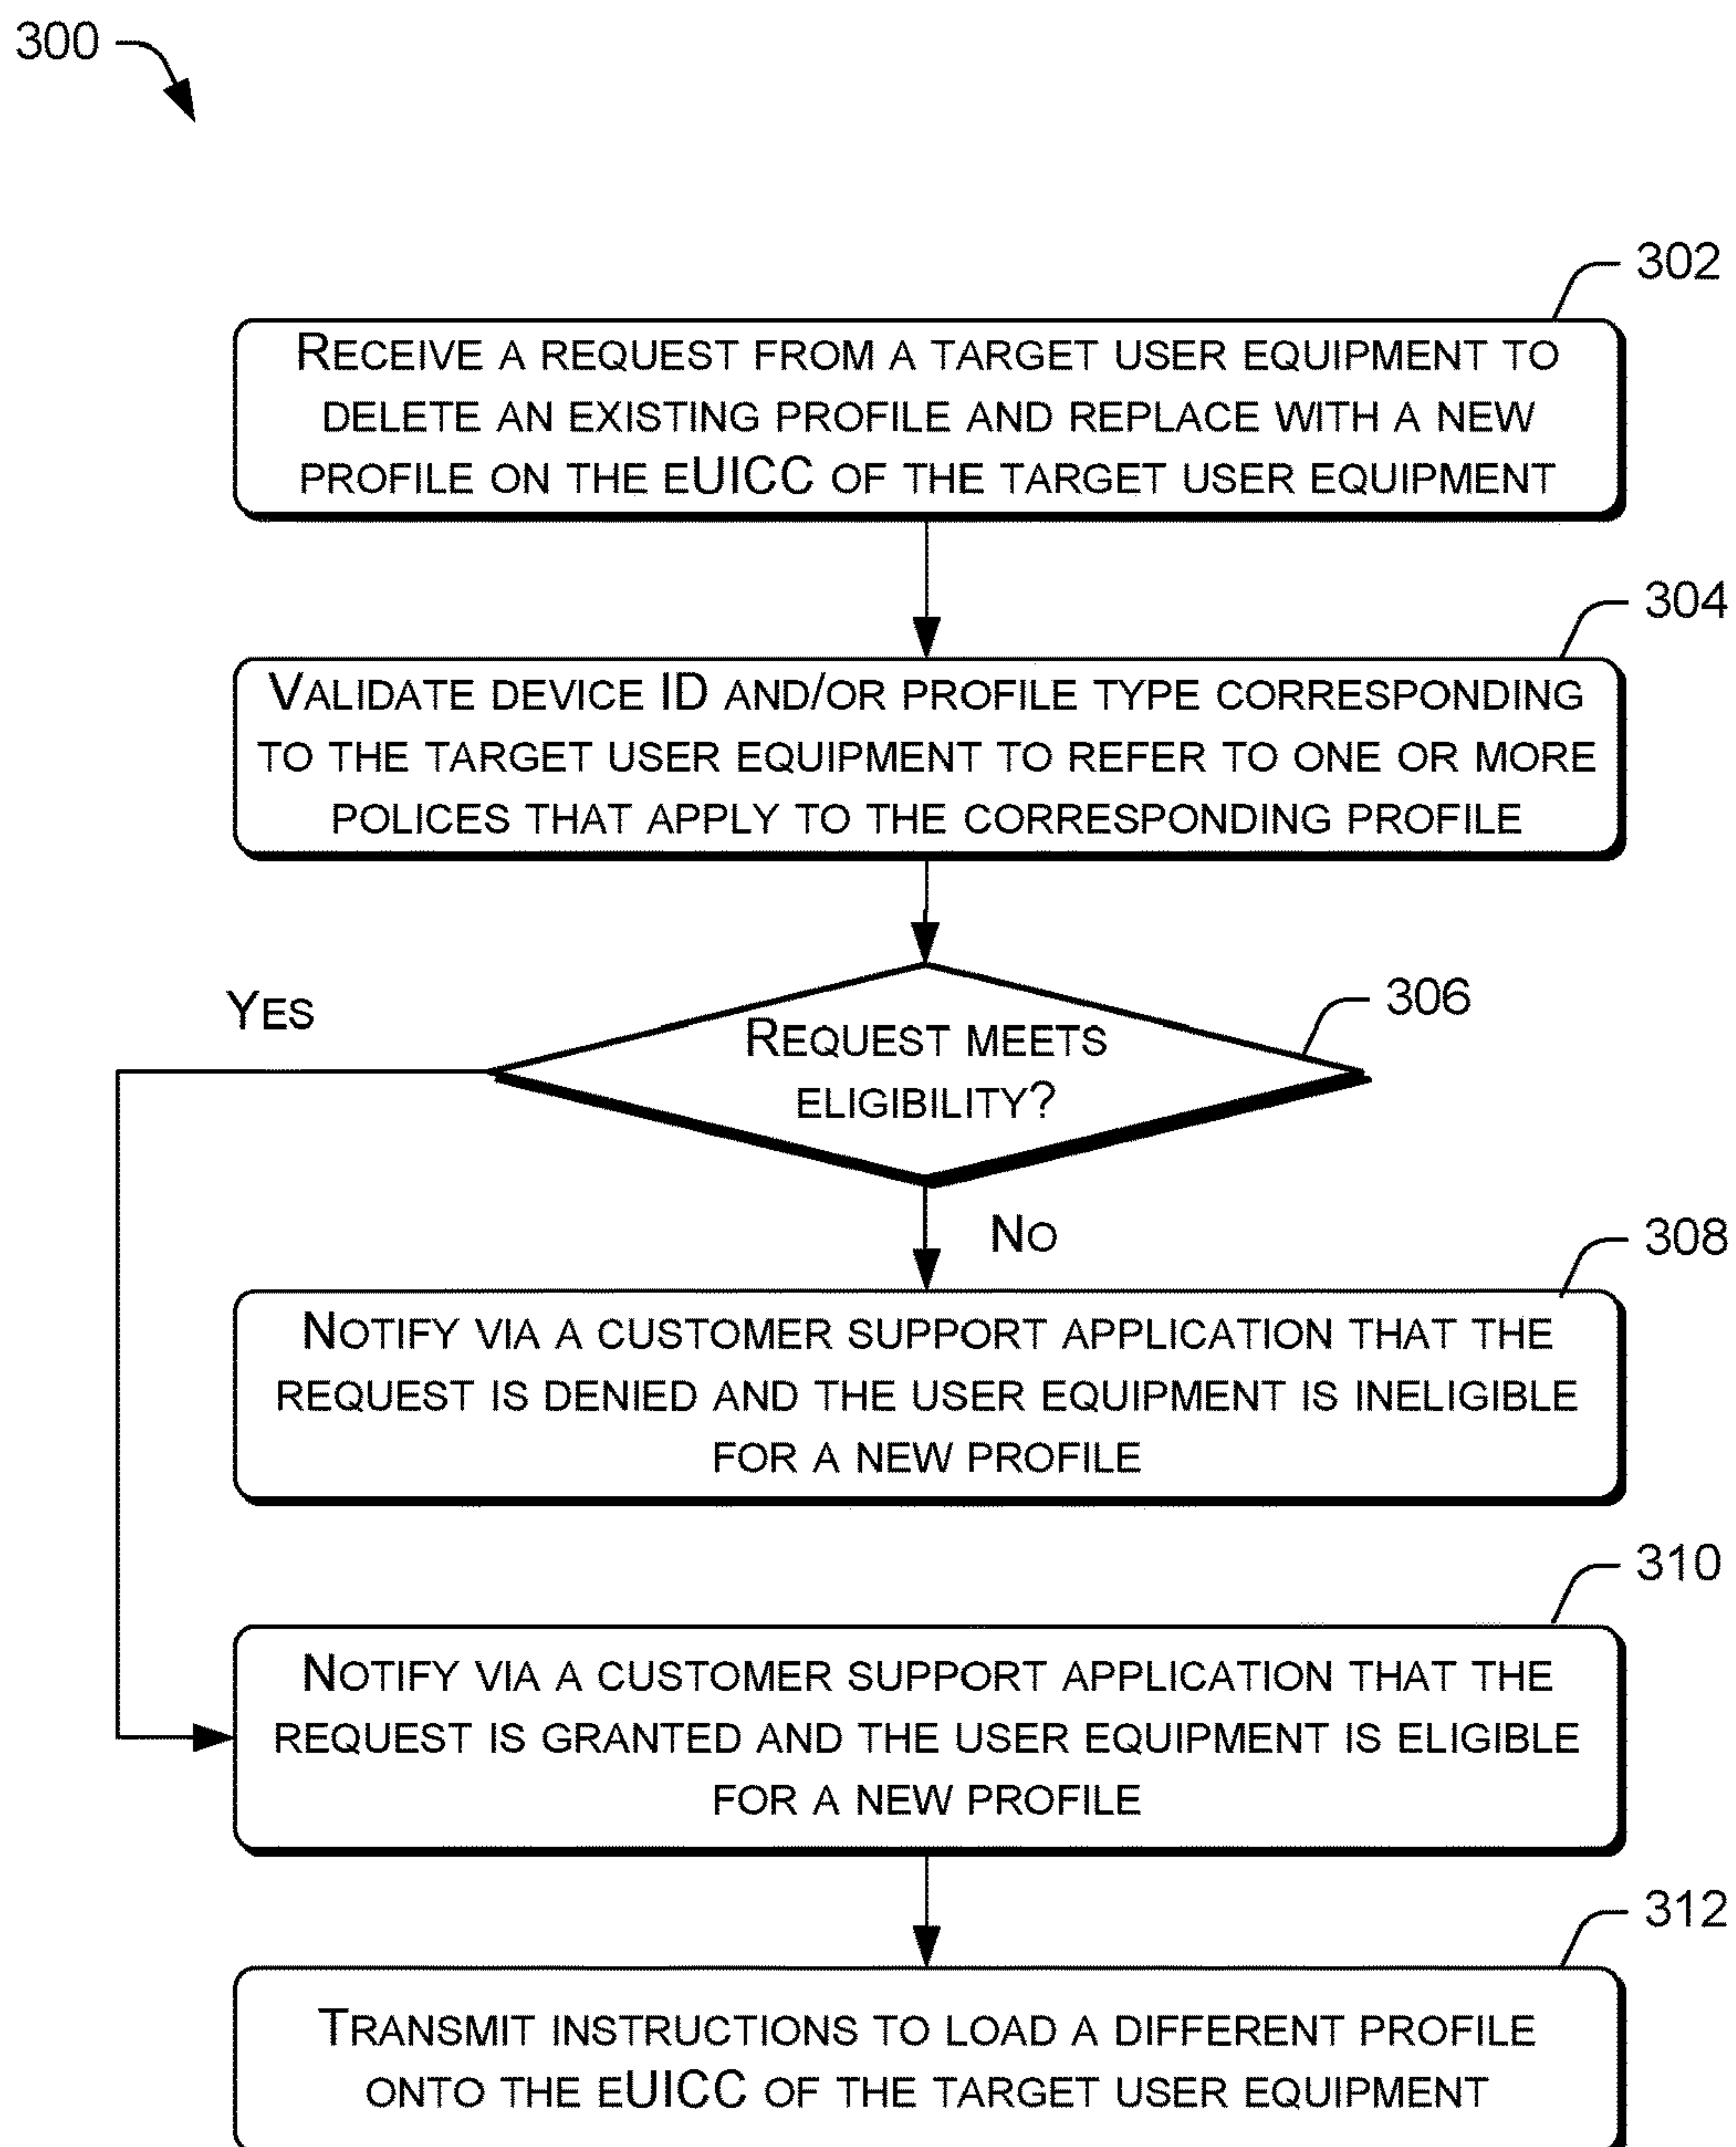 300
302
RECEIVE A REQUEST FROM A TARGET USER EQUIPMENT TO
DELETE AN EXISTING PROFILE AND REPLACE WITH A NEW
PROFILE ON THE EUICC OF THE TARGET USER EQUIPMENT
304
VALIDATE DEVICE ID AND/OR PROFILE TYPE CORRESPONDING
TO THE TARGET USER EQUIPMENT TO REFER TO ONE OR MORE
POLICES THAT APPLY TO THE CORRESPONDING PROFILE
306
YES
REQUEST MEETS
ELIGIBILITY?
NO
308
NOTIFY VIA A CUSTOMER SUPPORT APPLICATION THAT THE
REQUEST IS DENIED AND THE USER EQUIPMENT IS INELIGIBLE
FOR A NEW PROFILE
310
NOTIFY VIA A CUSTOMER SUPPORT APPLICATION THAT THE
REQUEST IS GRANTED AND THE USER EQUIPMENT IS ELIGIBLE
FOR A NEW PROFILE
312
TRANSMIT INSTRUCTIONS TO LOAD A DIFFERENT PROFILE
ONTO THE EUICC OF THE TARGET USER EQUIPMENT